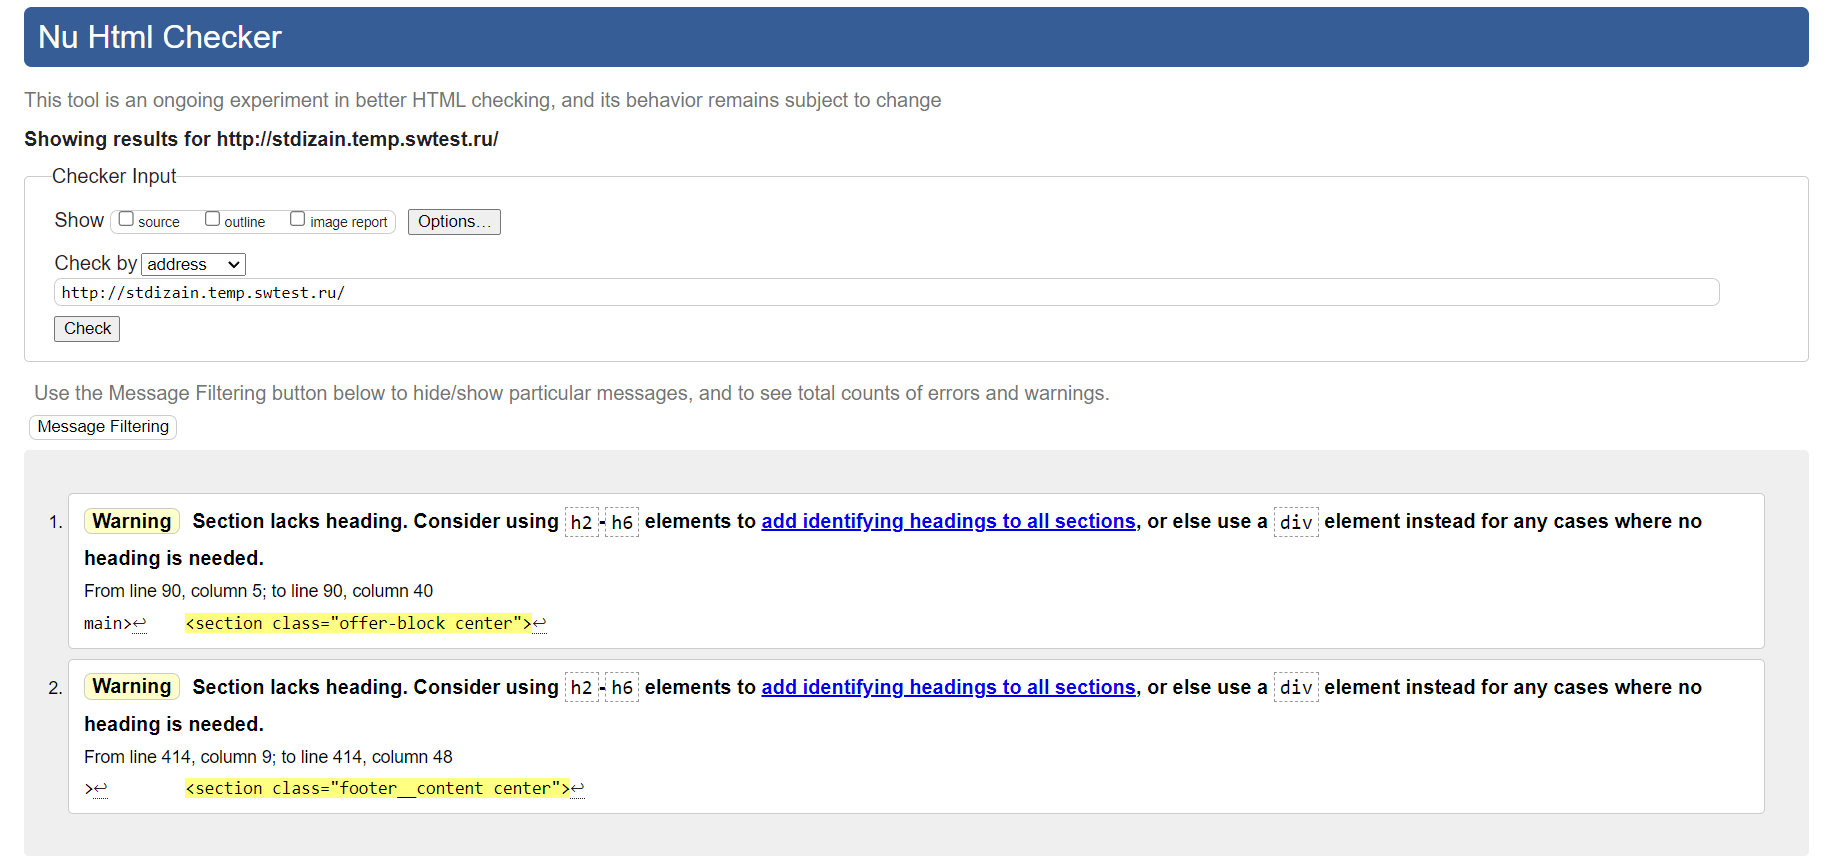 Nu Html Checker
This tool is an ongoing experiment in better HTML checking, and its behavior remains subject to change
Showing results for http://stdizain.temp.swtest.ru/
Checker Input
Show source outline image report Options…
Check by address
http://stdizain.temp.swtest.ru/
Check
Use the Message Filtering button below to hide/show particular messages, and to see total counts of errors and warnings.
Message Filtering
1. Warning Section lacks heading. Consider using h2-h6 elements to add identifying headings to all sections, or else use a div element instead for any cases where no
heading is needed.
From line 90, column 5; to line 90, column 40
main>↩ <section class="offer-block center">↩
2. Warning Section lacks heading. Consider using h2-h6 elements to add identifying headings to all sections, or else use a div element instead for any cases where no
heading is needed.
From line 414, column 9; to line 414, column 48
>↩ <section class="footer__content center">↩